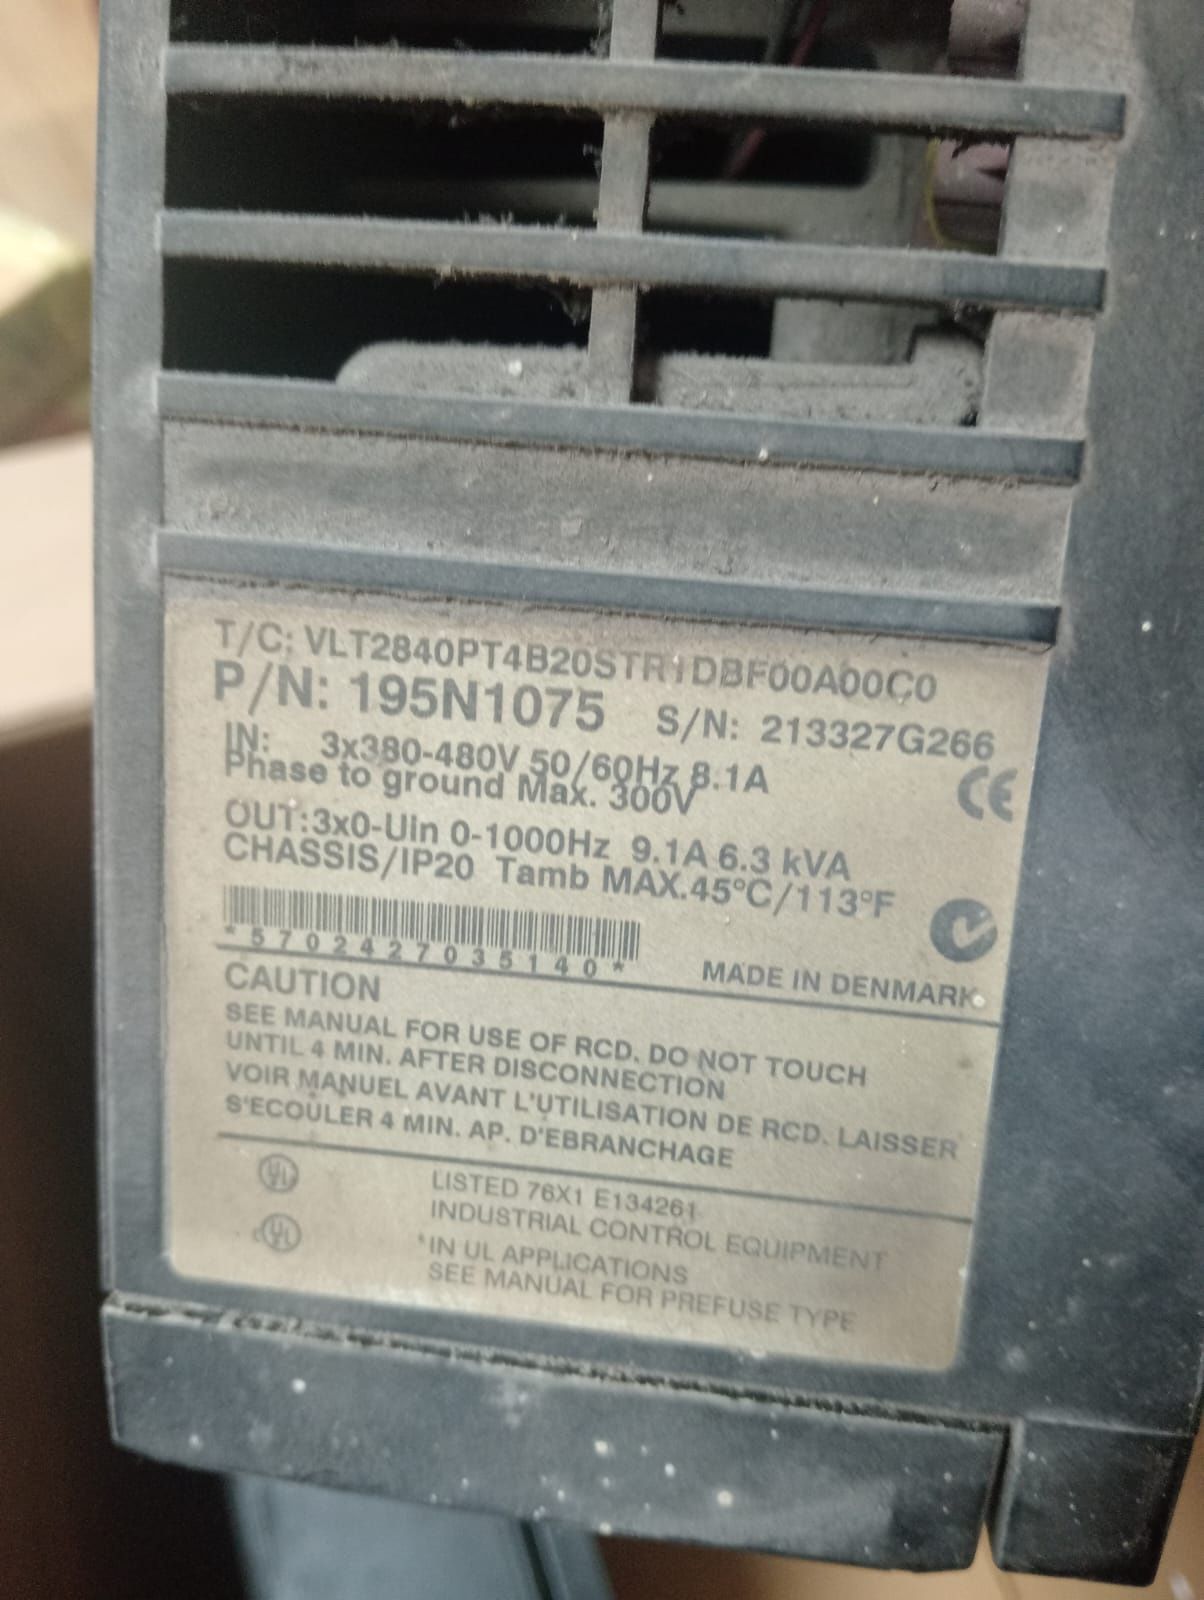 T/C: VLT2840PT4B20STR1DBF00A00C0
P/N: 195N1075 S/N: 213327G266
IN: 3x380-480V 50/60Hz 8.1A
Phase to ground Max. 300V
CE
OUT:3x0-Uin 0-1000Hz 9.1A 6.3 kVA
CHASSIS/IP20 Tamb MAX.45°C/113°F
*5702427035140*
MADE IN DENMARK
CAUTION
SEE MANUAL FOR USE OF RCD. DO NOT TOUCH
UNTIL 4 MIN. AFTER DISCONNECTION
VOIR MANUEL AVANT L'UTILISATION DE RCD. LAISSER
S'ECOULER 4 MIN. AP. D'EBRANCHAGE
UL LISTED 76X1 E134261
INDUSTRIAL CONTROL EQUIPMENT
c UL *IN UL APPLICATIONS
SEE MANUAL FOR PREFUSE TYPE